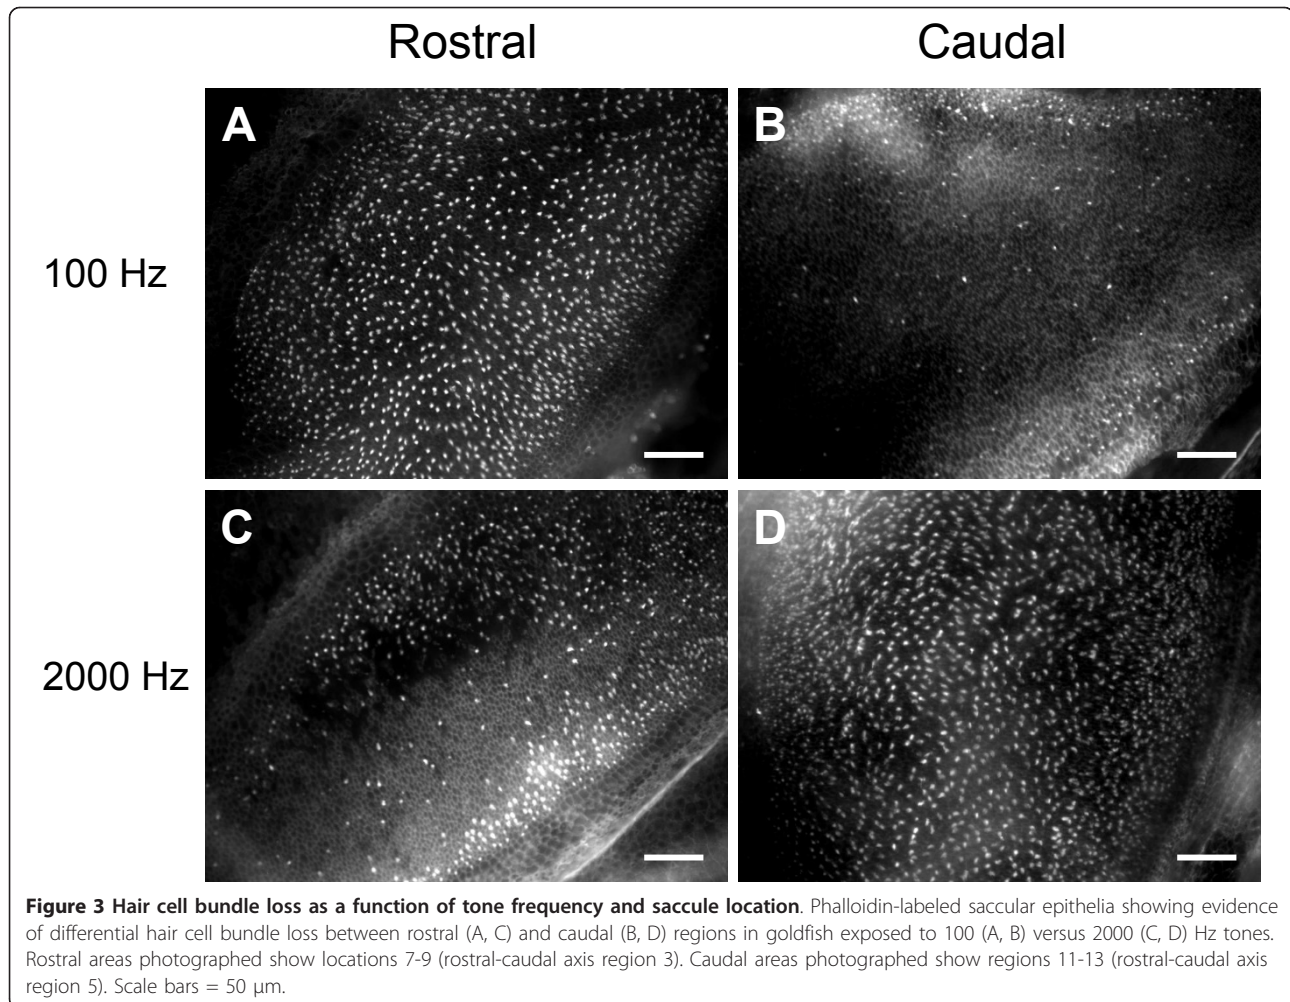 Rostral Caudal
A B
100 Hz
C D
2000 Hz
Figure 3 Hair cell bundle loss as a function of tone frequency and saccule location. Phalloidin-labeled saccular epithelia showing evidence
of differential hair cell bundle loss between rostral (A, C) and caudal (B, D) regions in goldfish exposed to 100 (A, B) versus 2000 (C, D) Hz tones.
Rostral areas photographed show locations 7-9 (rostral-caudal axis region 3). Caudal areas photographed show regions 11-13 (rostral-caudal axis
region 5). Scale bars = 50 μm.